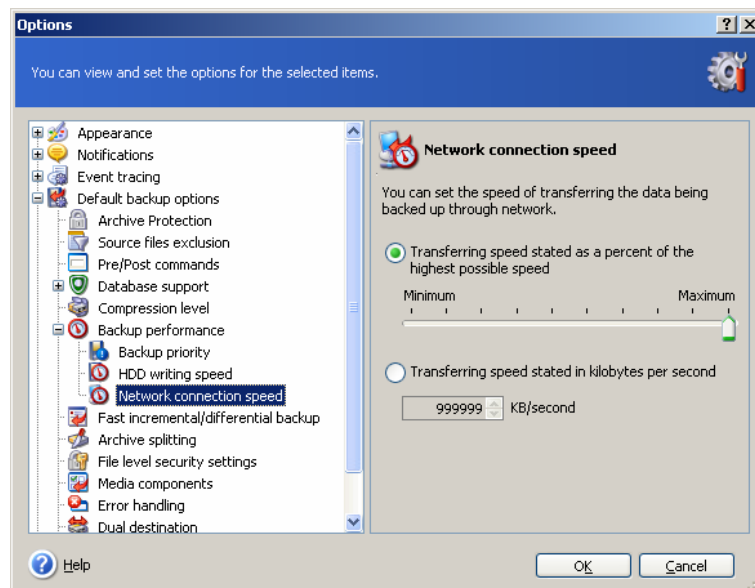 Options
You can view and set the options for the selected items.
Appearance
Notifications
Event tracing
Default backup options
Archive Protection
Source files exclusion
Pre/Post commands
Database support
Compression level
Backup performance
Backup priority
HDD writing speed
Network connection speed
Fast incremental/differential backup
Archive splitting
File level security settings
Media components
Error handling
Dual destination
Network connection speed
You can set the speed of transferring the data being
backed up through network.
Transferring speed stated as a percent of the
highest possible speed
Minimum Maximum
Transferring speed stated in kilobytes per second
999999 KB/second
Help
OK Cancel